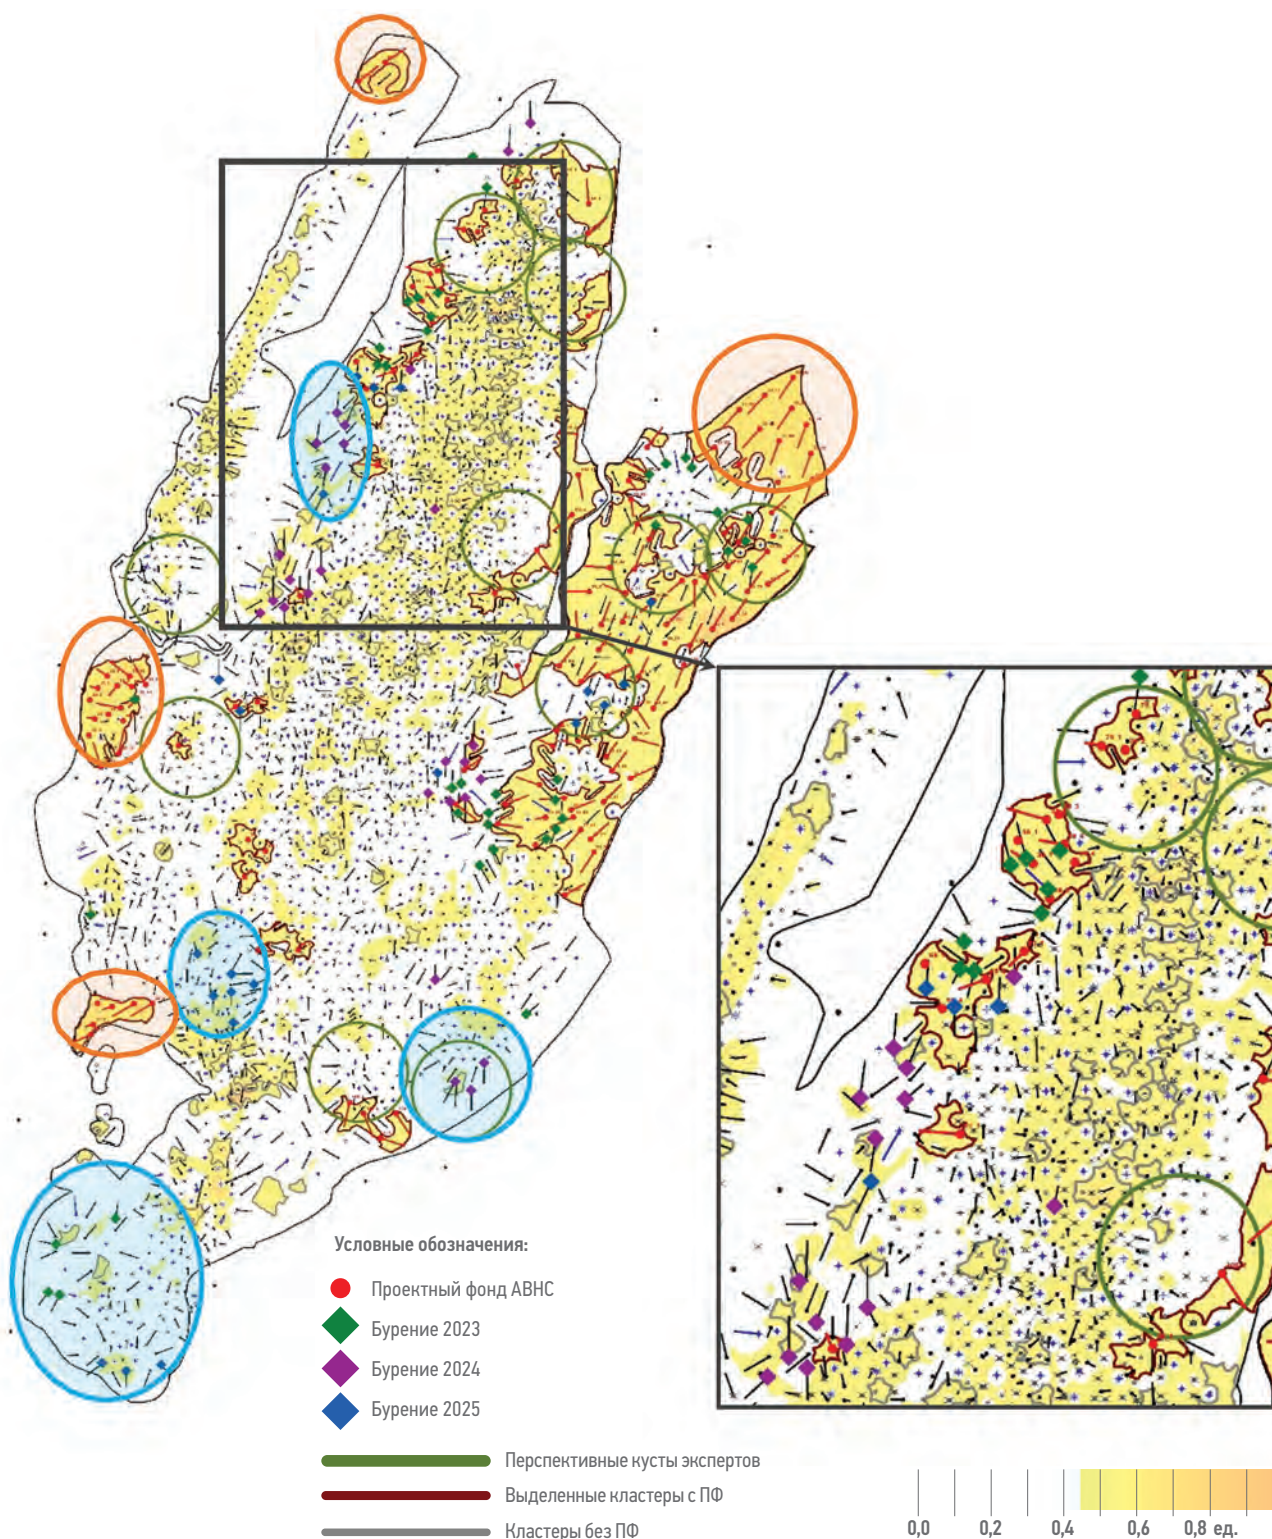 Условные обозначения:
Проектный фонд АВНС
Бурение 2023
Бурение 2024
Бурение 2025
Перспективные кусты экспертов
Выделенные кластеры с ПФ
Кластеры без ПФ
0,0 0,2 0,4 0,6 0,8 ед.